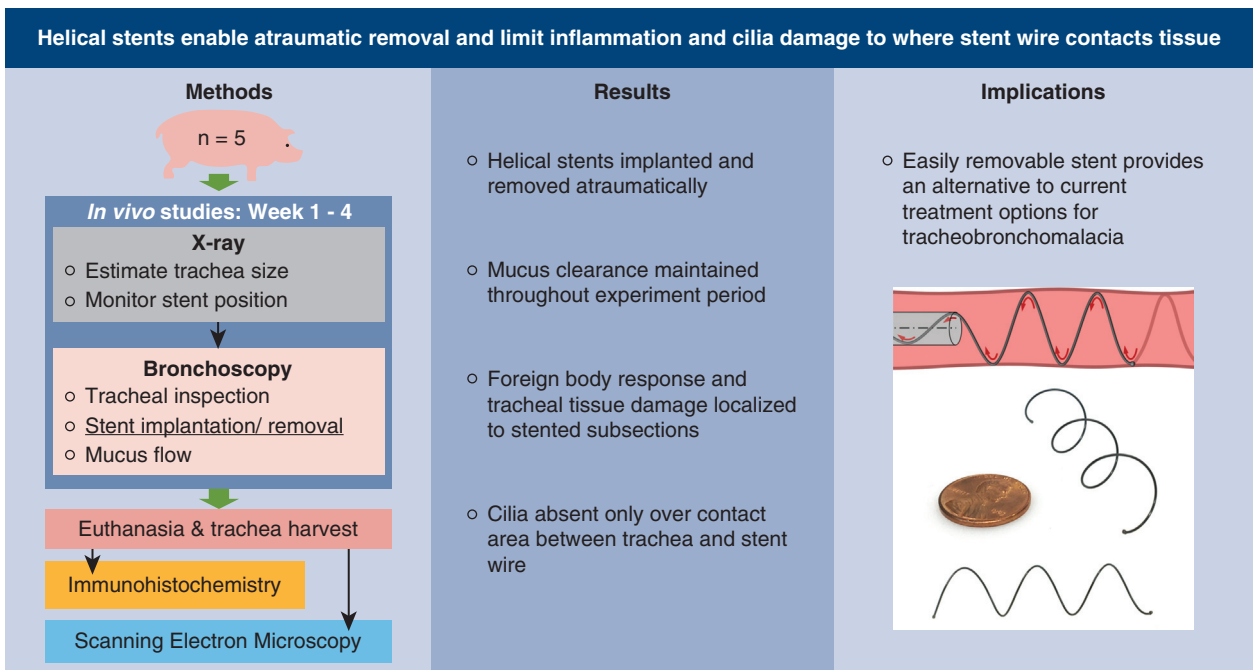 Helical stents enable atraumatic removal and limit inflammation and cilia damage to where stent wire contacts tissue
Methods
n = 5
In vivo studies: Week 1 - 4
X-ray
Estimate trachea size
Monitor stent position
Bronchoscopy
Tracheal inspection
Stent implantation/ removal
Mucus flow
Euthanasia & trachea harvest
Immunohistochemistry
Scanning Electron Microscopy
Results
Helical stents implanted and
removed atraumatically
Mucus clearance maintained
throughout experiment period
Foreign body response and
tracheal tissue damage localized
to stented subsections
Cilia absent only over contact
area between trachea and stent
wire
Implications
Easily removable stent provides
an alternative to current
treatment options for
tracheobronchomalacia